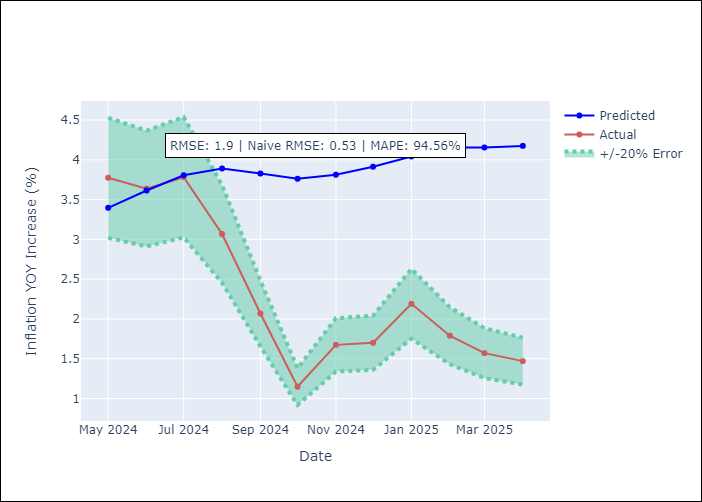 RMSE: 1.9 | Naive RMSE: 0.53 | MAPE: 94.56%
Predicted
Actual
+/-20% Error
Inflation YOY Increase (%)
4.5
4
3.5
3
2.5
2
1.5
1
May 2024
Jul 2024
Sep 2024
Nov 2024
Jan 2025
Mar 2025
Date